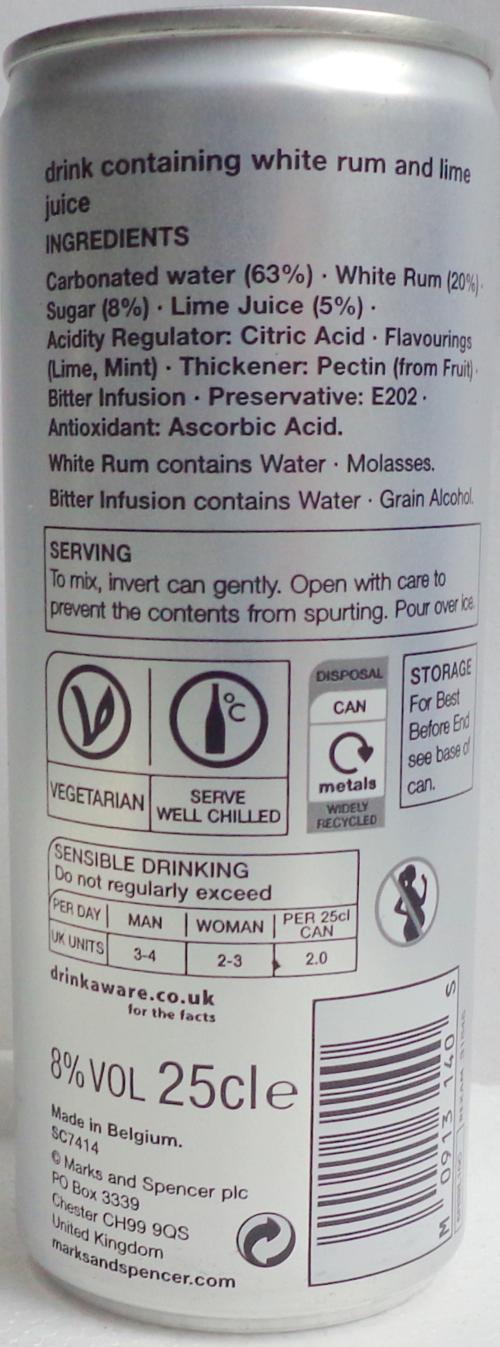 drink containing white rum and lime
juice
INGREDIENTS
Carbonated water (63%) · White Rum (20%) ·
Sugar (8%) · Lime Juice (5%) ·
Acidity Regulator: Citric Acid · Flavourings
(Lime, Mint) · Thickener: Pectin (from Fruit) ·
Bitter Infusion · Preservative: E202 ·
Antioxidant: Ascorbic Acid.
White Rum contains Water · Molasses.
Bitter Infusion contains Water · Grain Alcohol.
SERVING
To mix, invert can gently. Open with care to
prevent the contents from spurting. Pour over ice.
°C
VEGETARIAN
SERVE
WELL CHILLED
DISPOSAL
CAN
metals
WIDELY
RECYCLED
STORAGE
For Best
Before End
see base of
can.
SENSIBLE DRINKING
Do not regularly exceed
PER DAY MAN WOMAN PER 25cl CAN
UK UNITS 3-4 2-3 2.0
drinkaware.co.uk
for the facts
8% VOL 25cl e
Made in Belgium.
SC7414
© Marks and Spencer plc
PO Box 3339
Chester CH99 9QS
United Kingdom
marksandspencer.com
M 0913 140 S